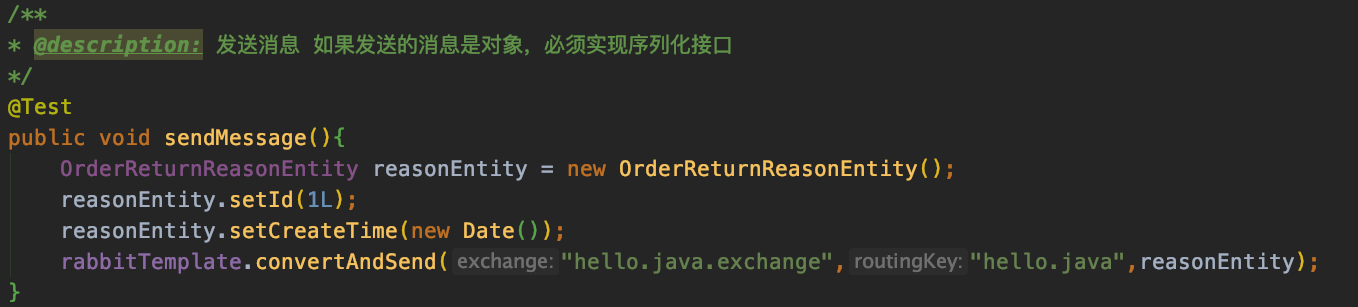 /**
* @description: 发送消息 如果发送的消息是对象，必须实现序列化接口
*/
@Test
public void sendMessage(){
    OrderReturnReasonEntity reasonEntity = new OrderReturnReasonEntity();
    reasonEntity.setId(1L);
    reasonEntity.setCreateTime(new Date());
    rabbitTemplate.convertAndSend( exchange: "hello.java.exchange", routingKey: "hello.java",reasonEntity);
}